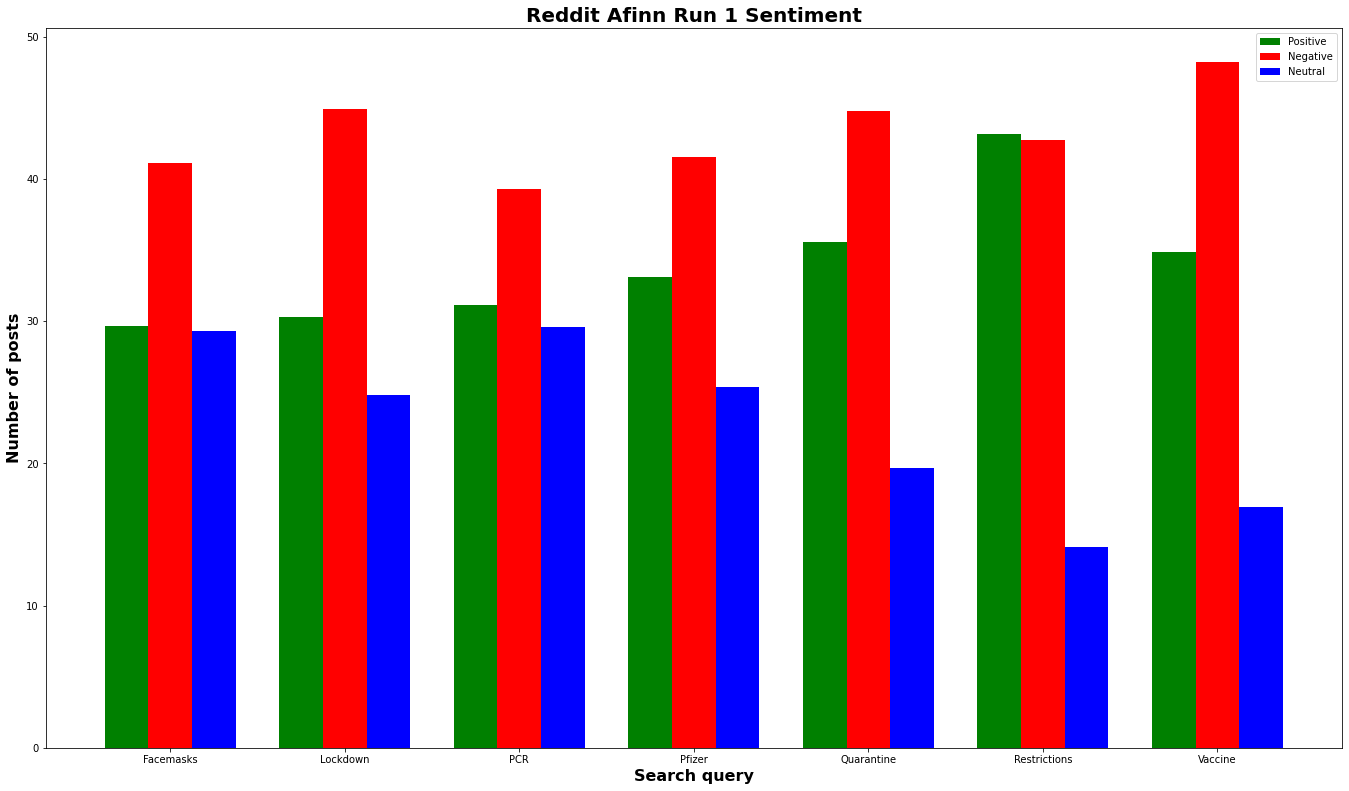 Reddit Afinn Run 1 Sentiment
Positive
Negative
Neutral
50
40
30
20
10
0
Number of posts
Facemasks Lockdown PCR Pfizer Quarantine Restrictions Vaccine
Search query